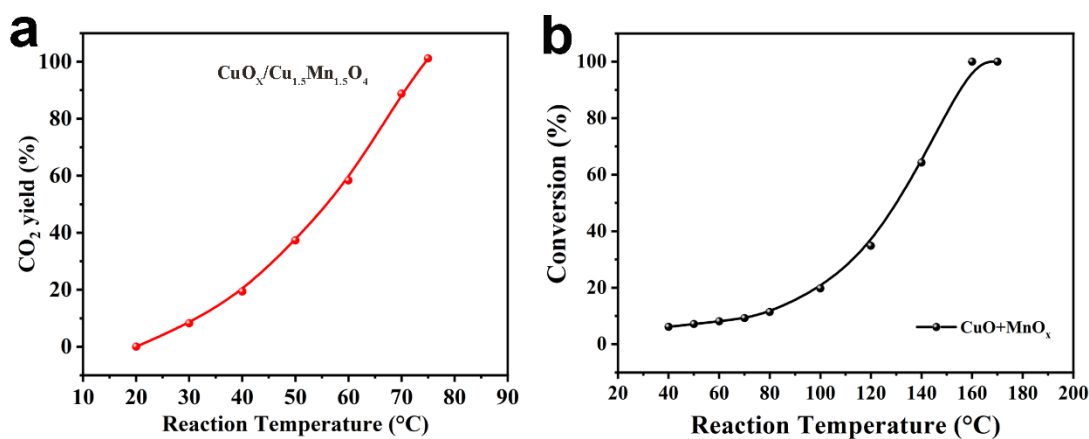 a
CuOX/Cu1.5Mn1.5O4
CO2 yield (%)
100
80
60
40
20
0
10 20 30 40 50 60 70 80 90
Reaction Temperature (°C)
b
Conversion (%)
100
80
60
40
20
0
CuO+MnOx
20 40 60 80 100 120 140 160 180 200
Reaction Temperature (°C)